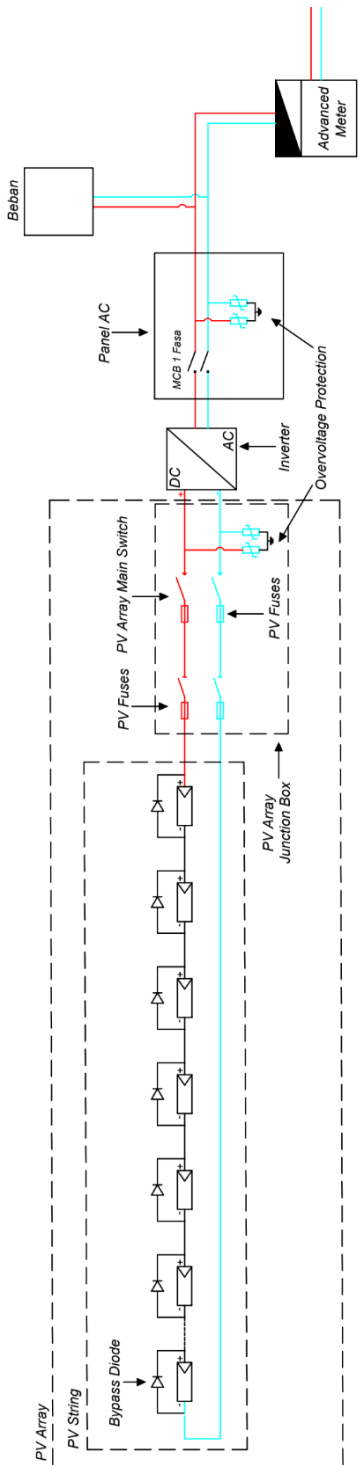 PV Array
PV String
Bypass Diode
- +
- +
- +
- +
- +
- +
- +
PV Fuses
PV Array Main Switch
PV Fuses
PV Array
Junction Box
DC
AC
+
-
Inverter
Overvoltage Protection
Panel AC
MCB 1 Fasa
Beban
Advanced
Meter